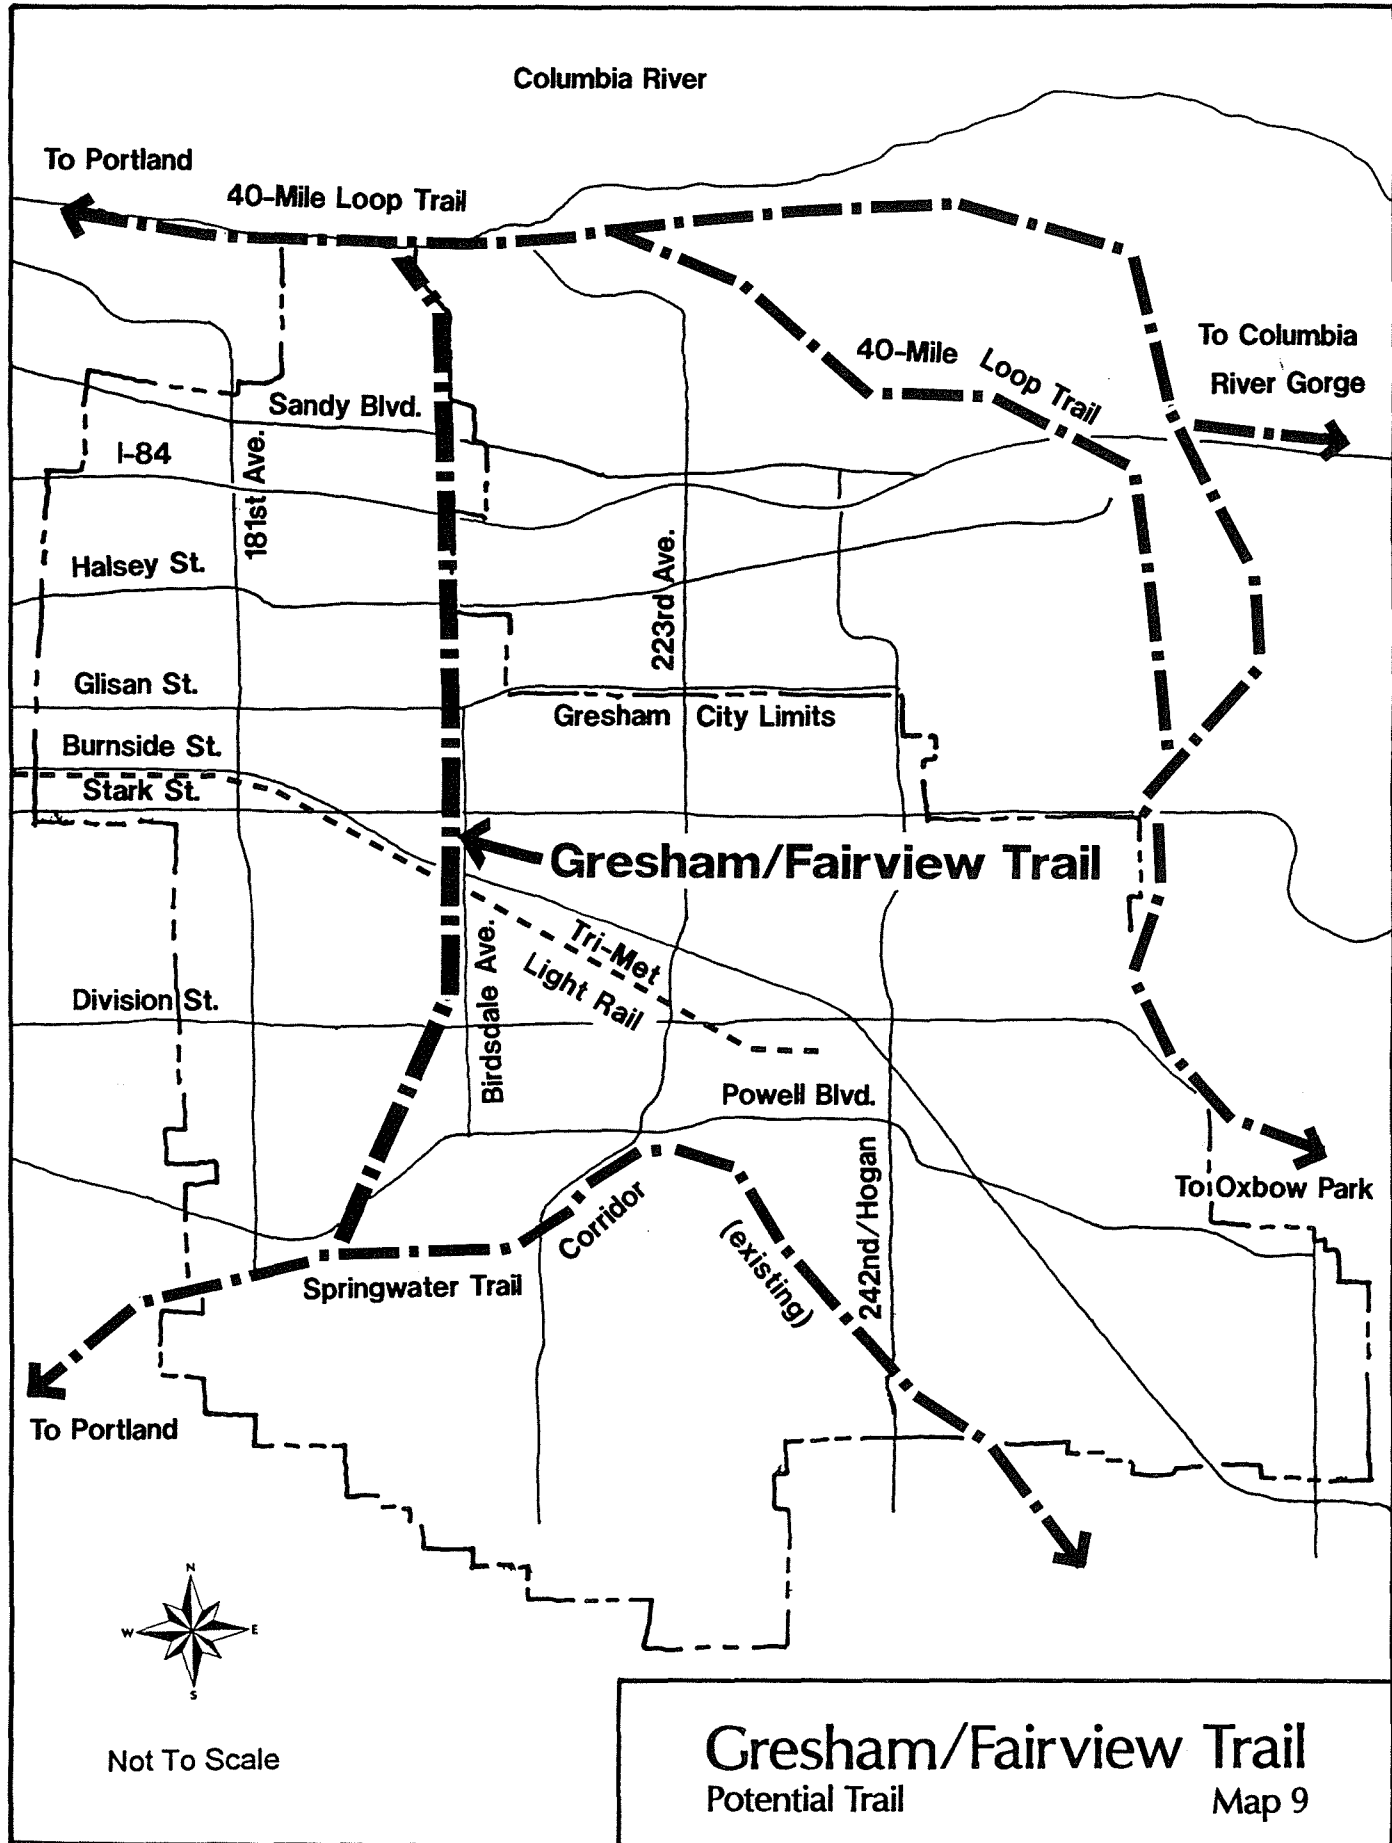 Columbia River
To Portland
40-Mile Loop Trail
To Columbia
River Gorge
40-Mile Loop Trail
Sandy Blvd.
I-84
181st Ave.
Halsey St.
223rd Ave.
Glisan St.
Gresham City Limits
Burnside St.
Stark St.
Gresham/Fairview Trail
Tri-Met
Light Rail
Birdsdale Ave.
Division St.
Powell Blvd.
242nd/Hogan
To Oxbow Park
Corridor
(existing)
Springwater Trail
To Portland
N
W
E
S
Not To Scale
Gresham/Fairview Trail
Potential Trail
Map 9